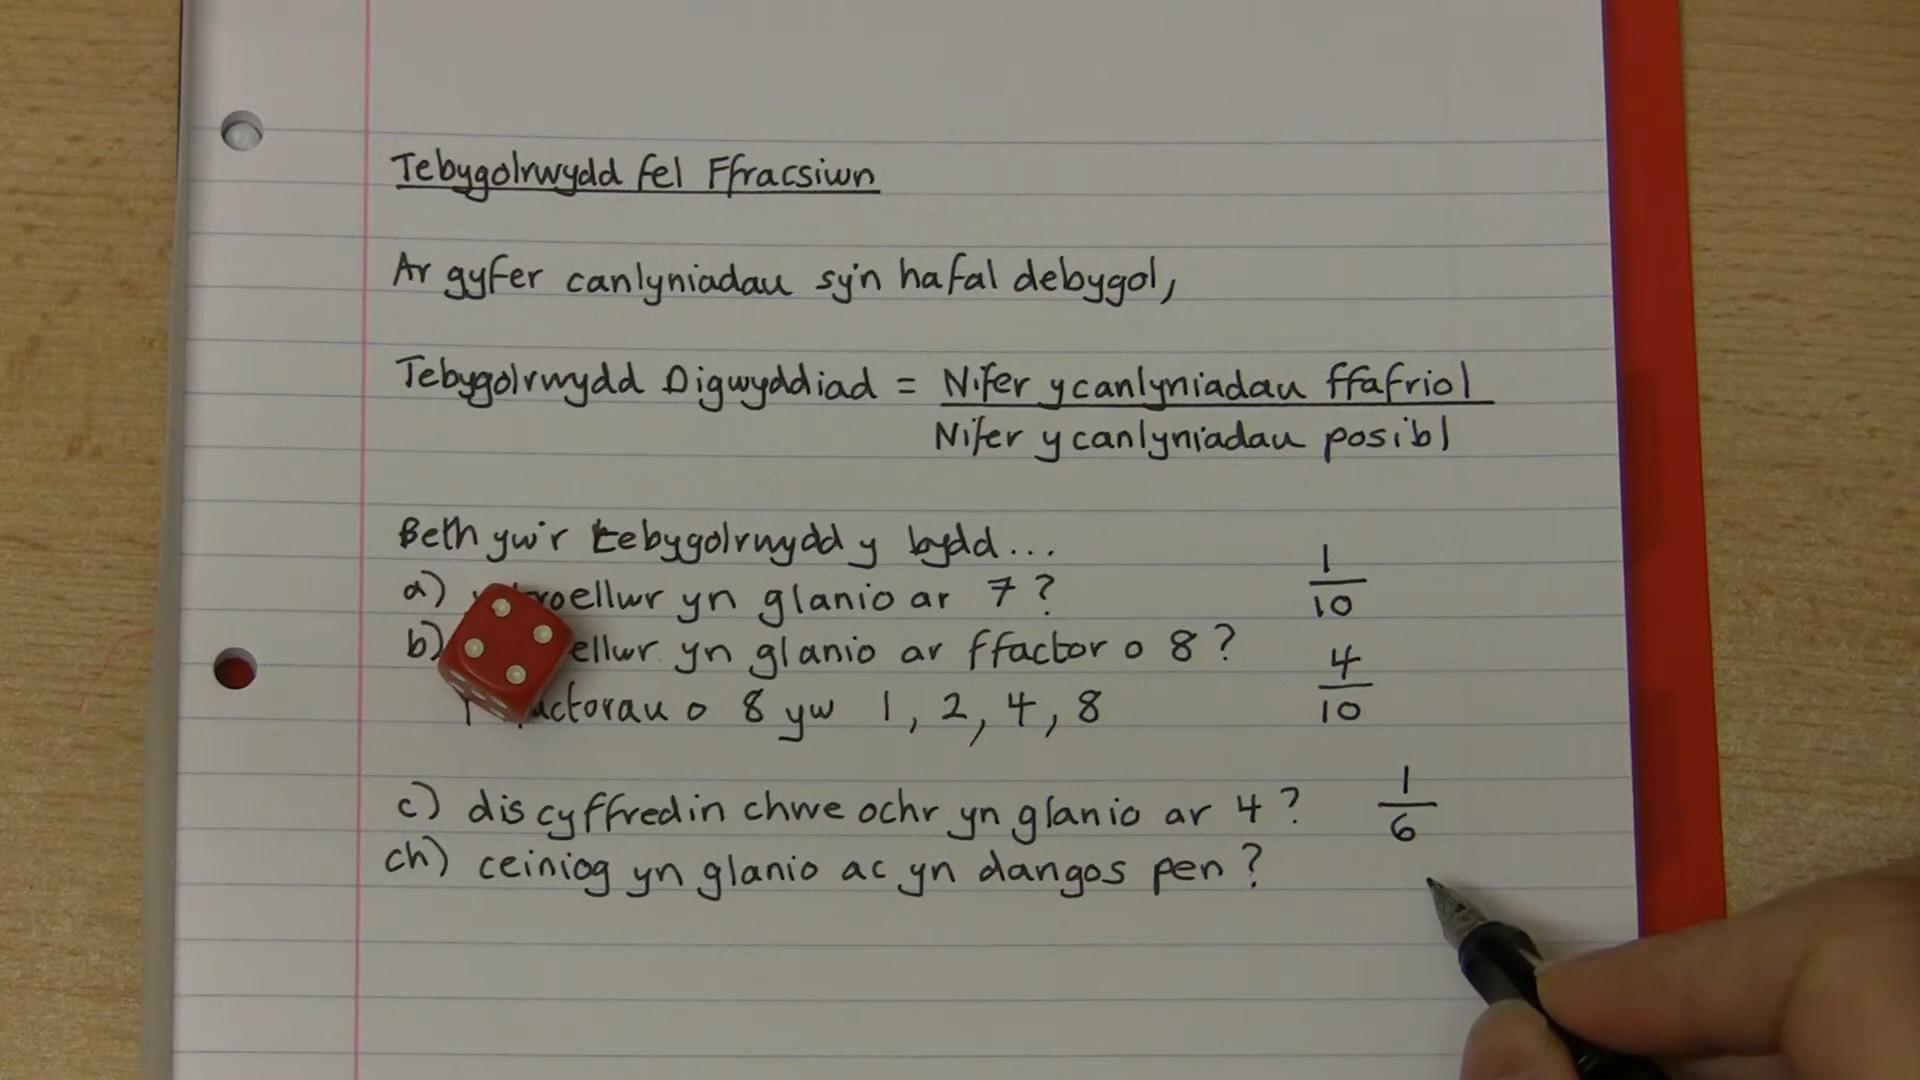 Tebygolrwydd fel Ffracsiwn
Ar gyfer canlyniadau sy'n hafal debygol,
Tebygolrwydd Digwyddiad = Nifer y canlyniadau ffafriol
Nifer y canlyniadau posibl
Beth yw'r tebygolrwydd y bydd...
a) yn glanio ar 7? 1/10
b) yn glanio ar ffactor o 8? 4/10
o 8 yw 1, 2, 4, 8
c) dis cyffredin chwe ochr yn glanio ar 4? 1/6
ch) ceiniog yn glanio ac yn dangos pen?